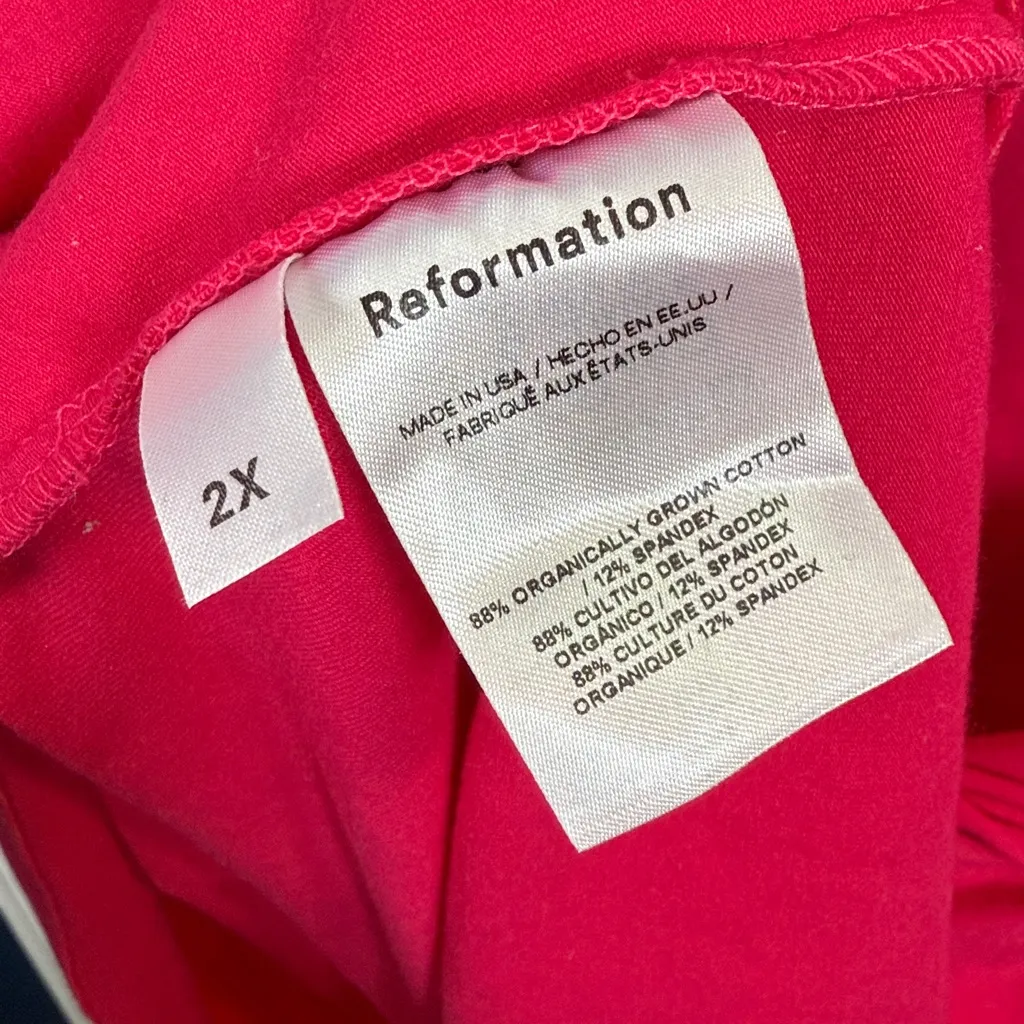 Reformation
MADE IN USA / HECHO EN EE.UU /
FABRIQUÉ AUX ÉTATS-UNIS
88% ORGANICALLY GROWN COTTON
/ 12% SPANDEX
88% CULTIVO DEL ALGODÓN
ORGÁNICO / 12% SPANDEX
88% CULTURE DU COTON
ORGANIQUE / 12% SPANDEX
2X